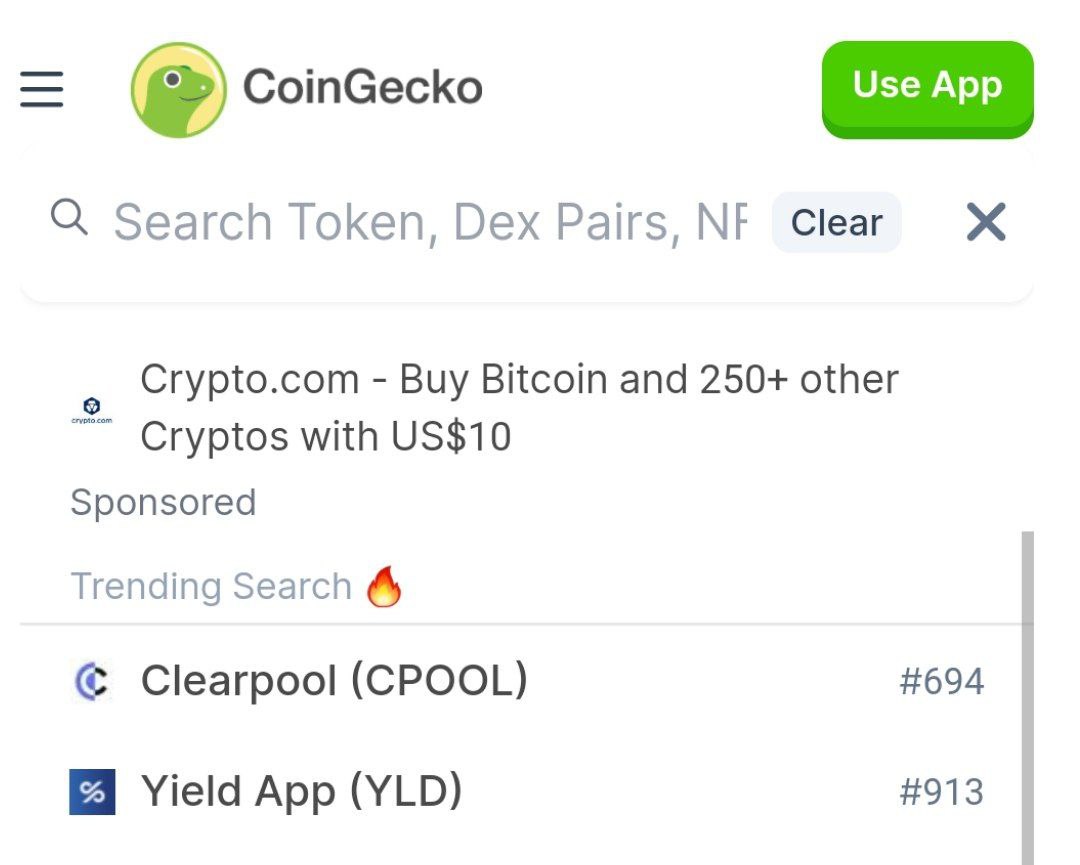 CoinGecko
Use App
Search Token, Dex Pairs, NF
Clear
Crypto.com - Buy Bitcoin and 250+ other
Cryptos with US$10
crypto.com
Sponsored
Trending Search 🔥
Clearpool (CPOOL) #694
Yield App (YLD) #913